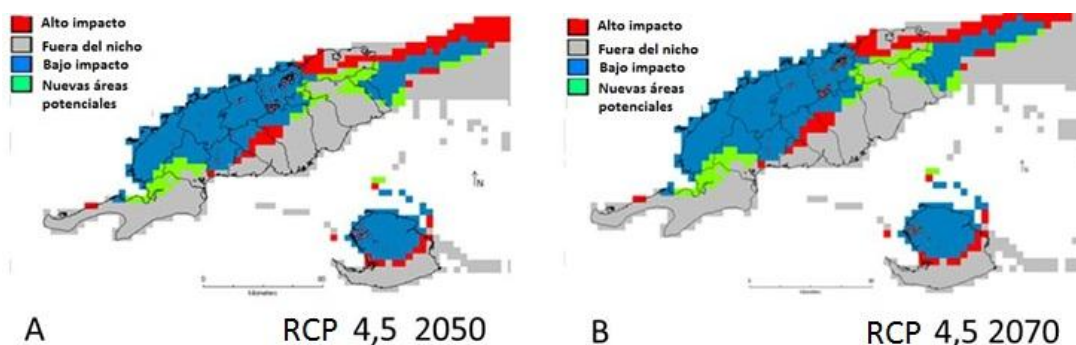 Alto impacto
Fuera del nicho
Bajo impacto
Nuevas áreas
potenciales
N
A
RCP 4,5 2050
Alto impacto
Fuera del nicho
Bajo impacto
Nuevas áreas
potenciales
N
B
RCP 4,5 2070